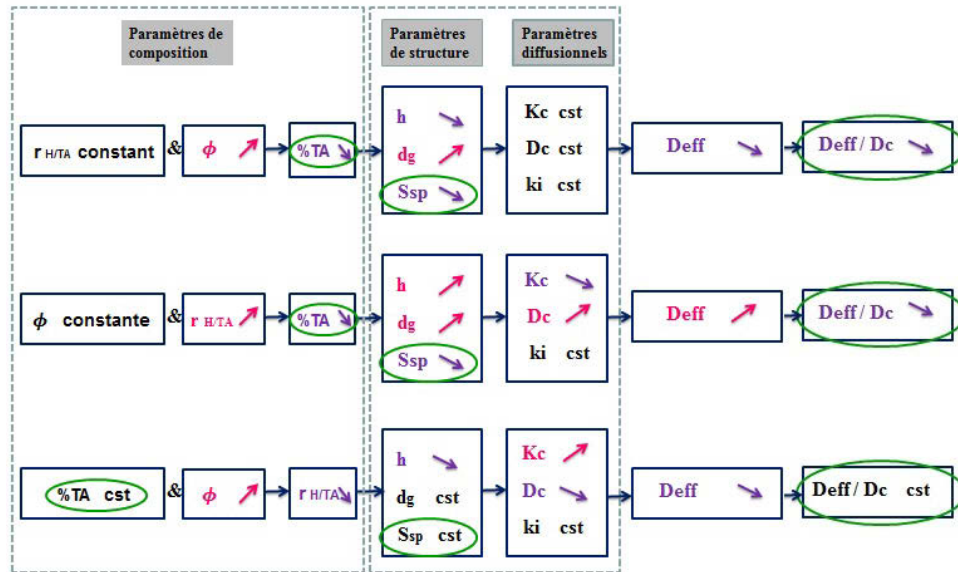 Paramètres de
composition
Paramètres
de structure
Paramètres
diffusionnels
r H/TA constant & ϕ ↗ → %TA ↘
h ↘
dg ↗
Ssp ↘
Kc cst
Dc cst
ki cst
Deff ↘
Deff / Dc ↘
ϕ constante & r H/TA ↗ → %TA ↘
h ↗
dg ↗
Ssp ↘
Kc ↘
Dc ↗
ki cst
Deff ↗
Deff / Dc ↘
%TA cst & ϕ ↗ → r H/TA ↘
h ↘
dg cst
Ssp cst
Kc ↗
Dc ↘
ki cst
Deff ↘
Deff / Dc cst